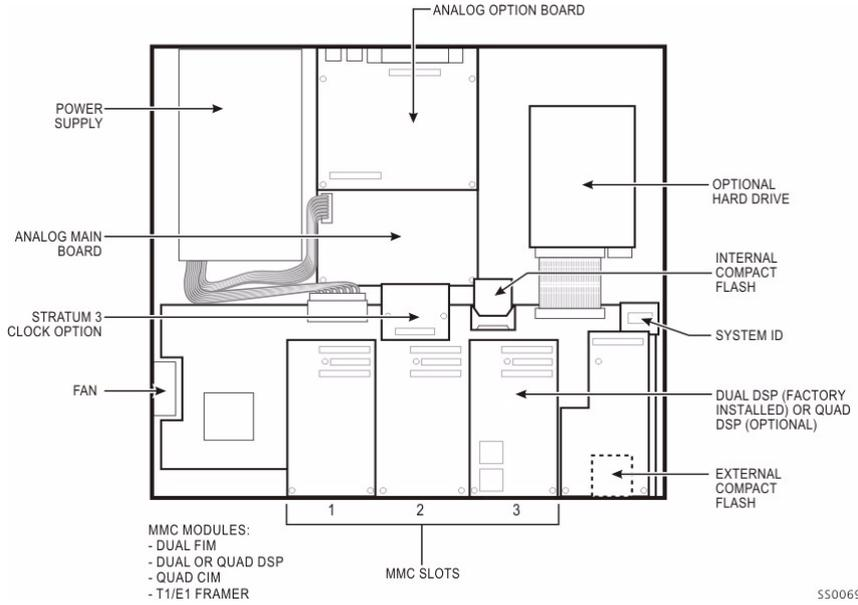 ANALOG OPTION BOARD
POWER
SUPPLY
OPTIONAL
HARD DRIVE
ANALOG MAIN
BOARD
INTERNAL
COMPACT
FLASH
STRATUM 3
CLOCK OPTION
SYSTEM ID
FAN
DUAL DSP (FACTORY
INSTALLED) OR QUAD
DSP (OPTIONAL)
EXTERNAL
COMPACT
FLASH
1
2
3
MMC MODULES:
- DUAL FIM
- DUAL OR QUAD DSP
- QUAD CIM
- T1/E1 FRAMER
MMC SLOTS
SS0069